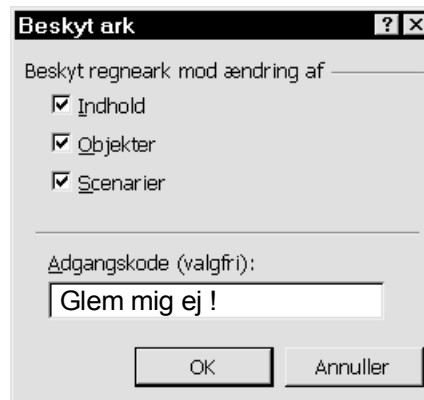 Beskyt ark
Beskyt regneark mod ændring af
Indhold
Objekter
Scenarier
Adgangskode (valgfri):
Glem mig ej !
OK Annuller